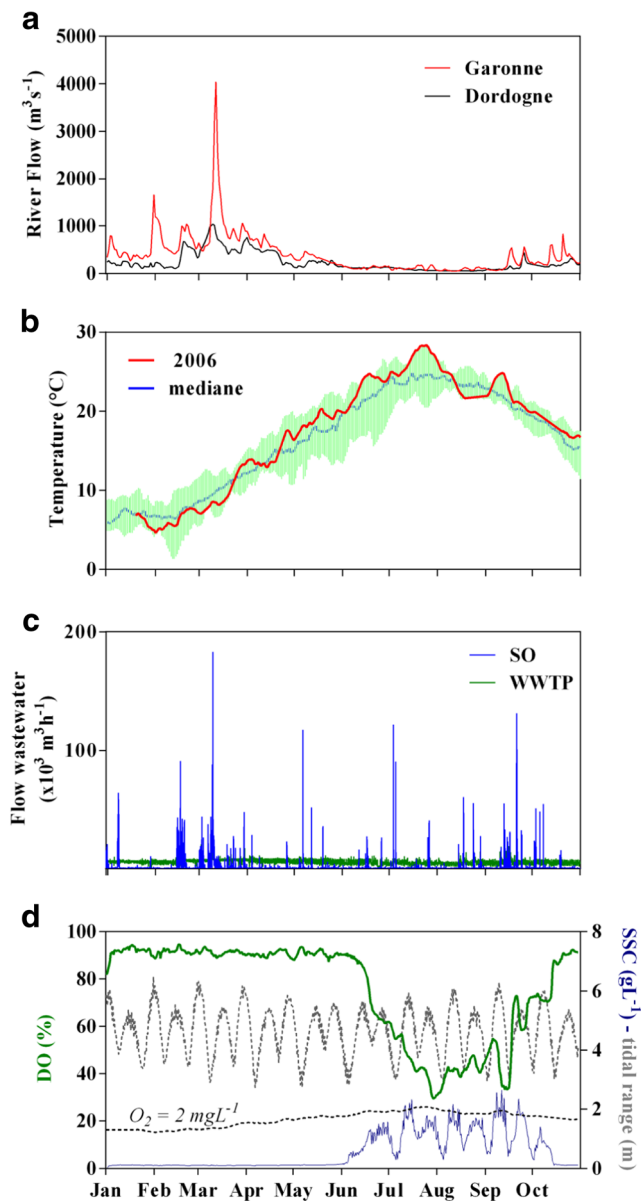 a
5000
4000
3000
2000
1000
0
River Flow (m³s⁻¹)
Garonne
Dordogne
b
30
20
10
0
Temperature (°C)
2006
mediane
c
200
100
Flow wastewater
(x10³ m³h⁻¹)
SO
WWTP
d
100
80
60
40
20
0
DO (%)
O₂ = 2 mgL⁻¹
8
6
4
2
0
SSC (gL⁻¹) - tidal range (m)
Jan Feb Mar Apr May Jun Jul Aug Sep Oct